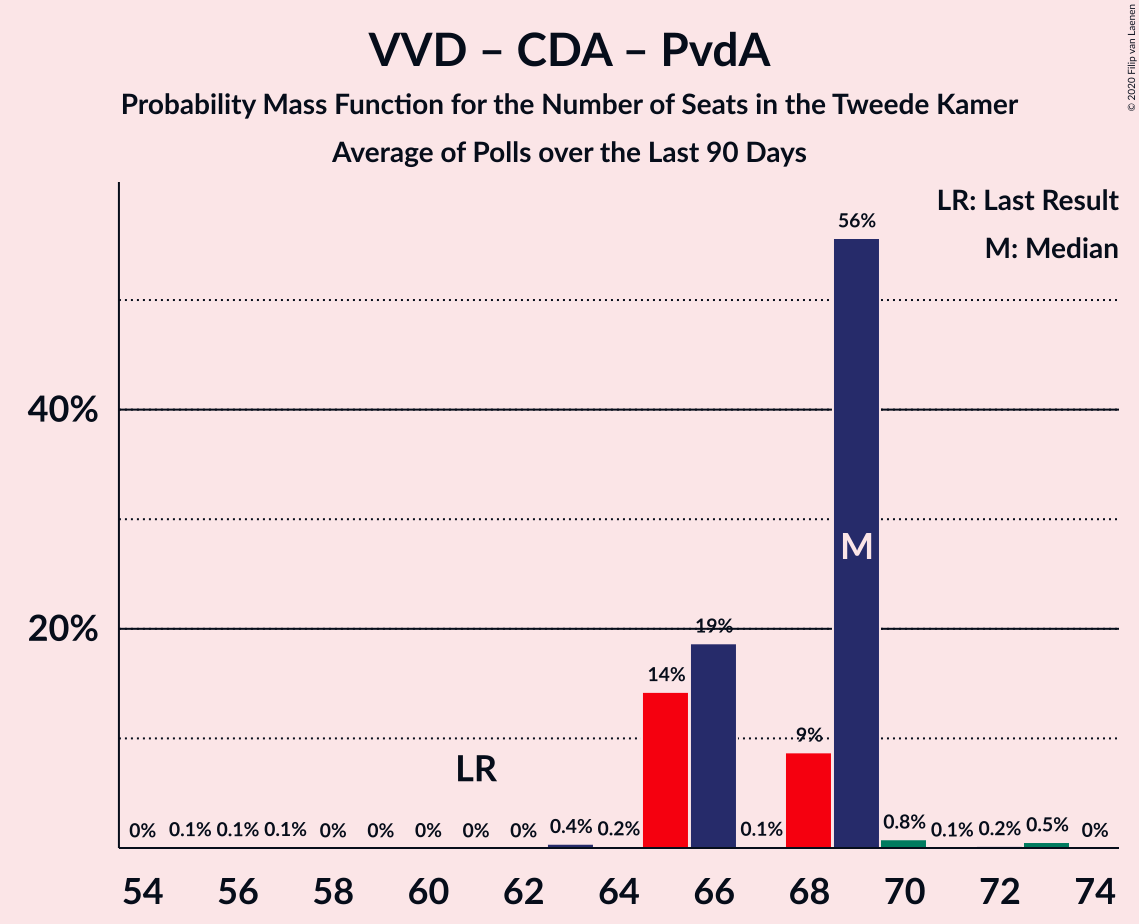 VVD – CDA – PvdA
Probability Mass Function for the Number of Seats in the Tweede Kamer
Average of Polls over the Last 90 Days
© 2020 Filip van Laenen
LR: Last Result
M: Median
40%
20%
0% 0.1% 0.1% 0.1% 0% 0% 0% 0% 0% 0.4% 0.2% 14% 19% 0.1% 9% 56% 0.8% 0.1% 0.2% 0.5% 0%
LR
M
54 56 58 60 62 64 66 68 70 72 74